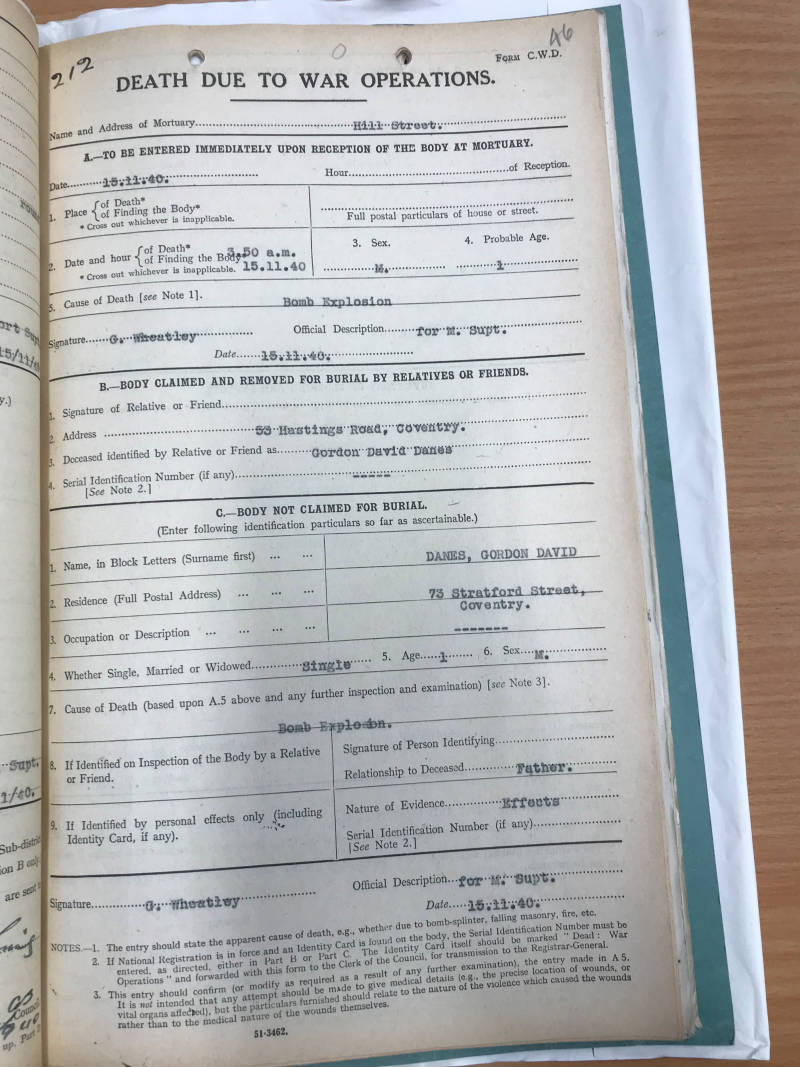 212
46
FORM C.W.D.
DEATH DUE TO WAR OPERATIONS.
Name and Address of Mortuary Hill Street.
A.—TO BE ENTERED IMMEDIATELY UPON RECEPTION OF THE BODY AT MORTUARY.
Date 15.11.40. Hour of Reception.
1. Place { of Death*
of Finding the Body*
* Cross out whichever is inapplicable.
Full postal particulars of house or street.
2. Date and hour { of Death*
of Finding the Body* 3.50 a.m.
* Cross out whichever is inapplicable. 15.11.40
3. Sex. 4. Probable Age.
M. 1
5. Cause of Death [see Note 1].
Bomb Explosion
Signature G. Wheatley Official Description for M. Supt.
Date 15.11.40.
B.—BODY CLAIMED AND REMOVED FOR BURIAL BY RELATIVES OR FRIENDS.
1. Signature of Relative or Friend
2. Address 53 Hastings Road, Coventry.
3. Deceased identified by Relative or Friend as Gordon David Danes
4. Serial Identification Number (if any) -----
[See Note 2.]
C.—BODY NOT CLAIMED FOR BURIAL.
(Enter following identification particulars so far as ascertainable.)
1. Name, in Block Letters (Surname first) ... ... DANES, GORDON DAVID
2. Residence (Full Postal Address) ... ... ... 73 Stratford Street,
Coventry.
3. Occupation or Description ... ... ... ... -------
4. Whether Single, Married or Widowed Single 5. Age 1 6. Sex M.
7. Cause of Death (based upon A.5 above and any further inspection and examination) [see Note 3].
Bomb Explosion.
8. If Identified on Inspection of the Body by a Relative
or Friend.
Signature of Person Identifying
Relationship to Deceased Father.
9. If Identified by personal effects only (including
Identity Card, if any).
Nature of Evidence Effects
Serial Identification Number (if any)
[See Note 2.]
Signature G. Wheatley Official Description for M. Supt.
Date 15.11.40.
NOTES.—1. The entry should state the apparent cause of death, e.g., whether due to bomb-splinter, falling masonry, fire, etc.
2. If National Registration is in force and an Identity Card is found on the body, the Serial Identification Number must be
entered, as directed, either in Part B or Part C. The Identity Card itself should be marked "Dead: War
Operations" and forwarded with this form to the Clerk of the Council, for transmission to the Registrar-General.
3. This entry should confirm (or modify as required as a result of any further examination), the entry made in A 5.
It is not intended that any attempt should be made to give medical details (e.g., the precise location of wounds, or
vital organs affected), but the particulars furnished should relate to the nature of the violence which caused the wounds
rather than to the medical nature of the wounds themselves.
51-3462.
15/11/
Supt.
1/40.
Sub-distri
ion B only
are sent
Council
up, Part